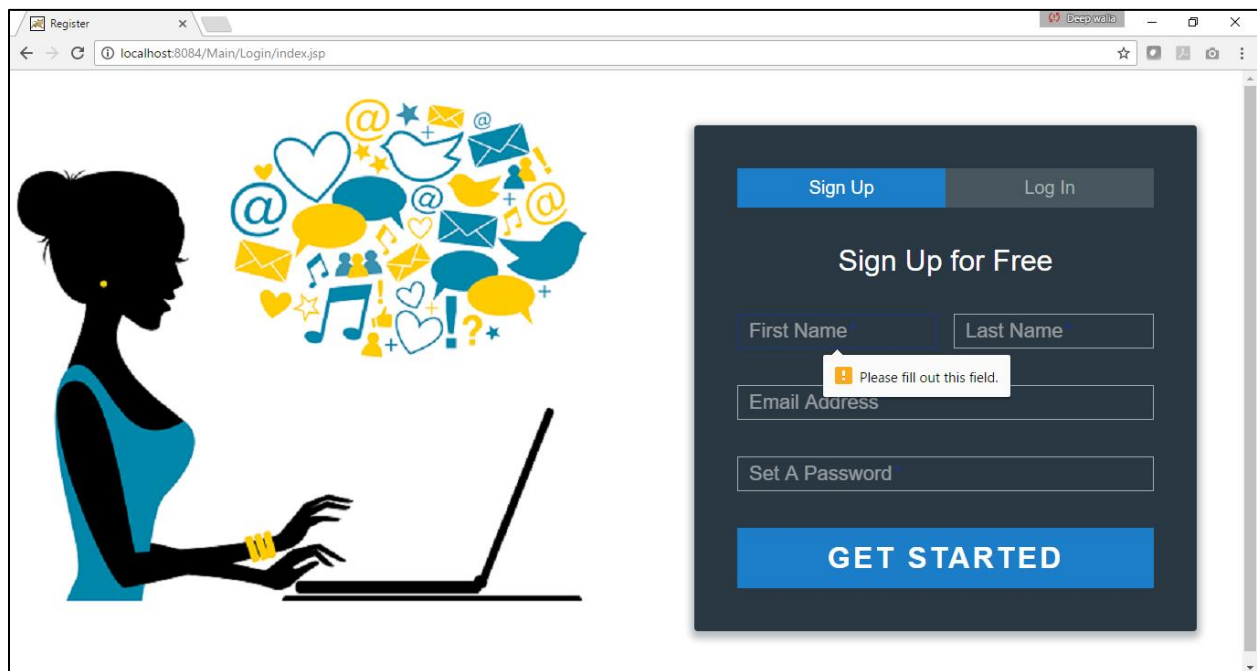 Register
Deep walia
localhost:8084/Main/Login/index.jsp
Sign Up
Log In
Sign Up for Free
First Name*
Last Name*
Please fill out this field.
Email Address
Set A Password*
GET STARTED